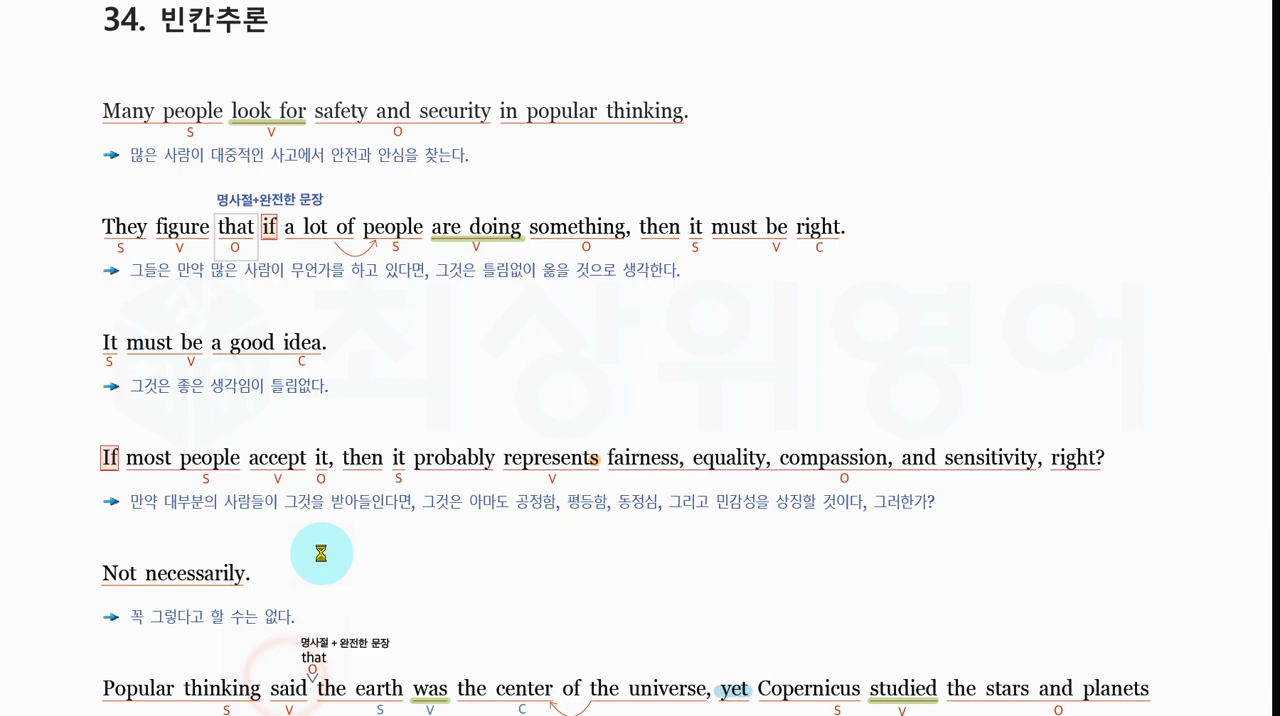 34. 빈칸추론
Many people look for safety and security in popular thinking.
S V O
많은 사람이 대중적인 사고에서 안전과 안심을 찾는다.
명사절+완전한 문장
They figure that if a lot of people are doing something, then it must be right.
S V O S V O S V C
그들은 만약 많은 사람이 무언가를 하고 있다면, 그것은 틀림없이 옳을 것으로 생각한다.
최상위영어
It must be a good idea.
S V C
그것은 좋은 생각임이 틀림없다.
If most people accept it, then it probably represents fairness, equality, compassion, and sensitivity, right?
S V O S V O
만약 대부분의 사람들이 그것을 받아들인다면, 그것은 아마도 공정함, 평등함, 동정심, 그리고 민감성을 상징할 것이다, 그러한가?
Not necessarily.
꼭 그렇다고 할 수는 없다.
명사절 + 완전한 문장
that
O
Popular thinking said the earth was the center of the universe, yet Copernicus studied the stars and planets
S V S V C S V O